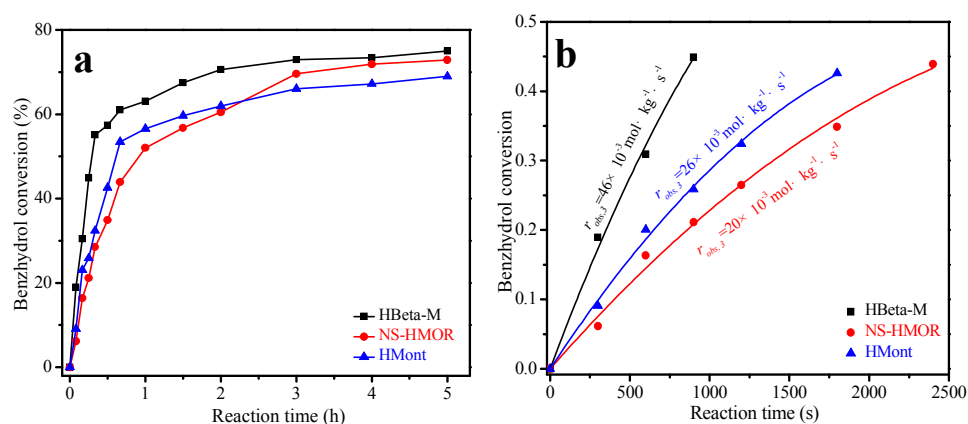 a
Benzhydrol conversion (%)
80
60
40
20
0
0
1
2
3
4
5
Reaction time (h)
HBeta-M
NS-HMOR
HMont
b
Benzhydrol conversion
0.5
0.4
0.3
0.2
0.1
0.0
0
500
1000
1500
2000
2500
Reaction time (s)
r obs,3 =46× 10⁻³ mol· kg⁻¹· s⁻¹
r obs,3 =26× 10⁻³ mol· kg⁻¹· s⁻¹
r obs,3 =20× 10⁻³ mol· kg⁻¹· s⁻¹
HBeta-M
NS-HMOR
HMont